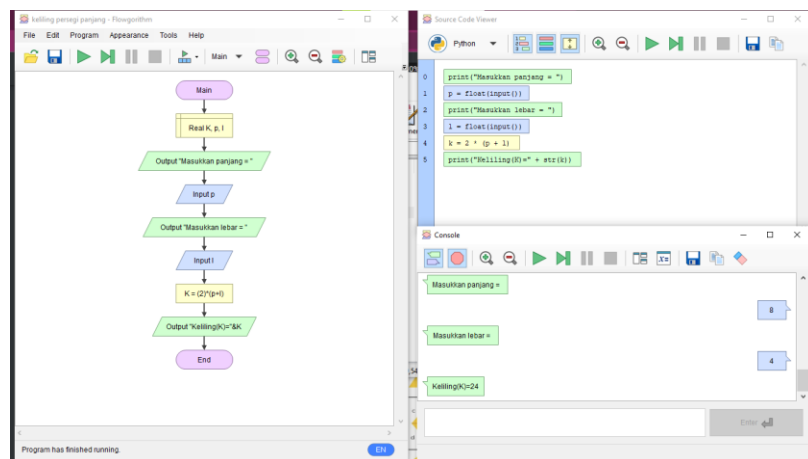 keliling persegi panjang - Flowgorithm
File Edit Program Appearance Tools Help
Main
Main
Real K, p, l
Output "Masukkan panjang = "
Input p
Output "Masukkan lebar = "
Input l
K = (2)*(p+l)
Output "Keliling(K)="&K
End
Program has finished running.
EN
Source Code Viewer
Python
0 print("Masukkan panjang = ")
1 p = float(input())
2 print("Masukkan lebar = ")
3 l = float(input())
4 k = 2 * (p + l)
5 print("Keliling(K)=" + str(k))
Console
Masukkan panjang =
8
Masukkan lebar =
4
Keliling(K)=24
Enter